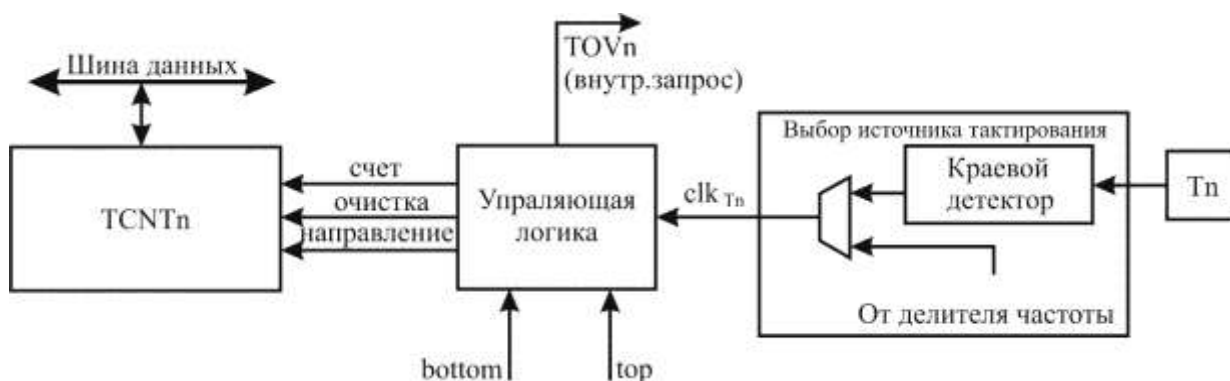 Шина данных
TOVn
(внутр.запрос)
Выбор источника тактирования
Краевой
детектор
Tn
TCNTn
счет
очистка
направление
Упраляющая
логика
clk Tn
От делителя частоты
bottom
top